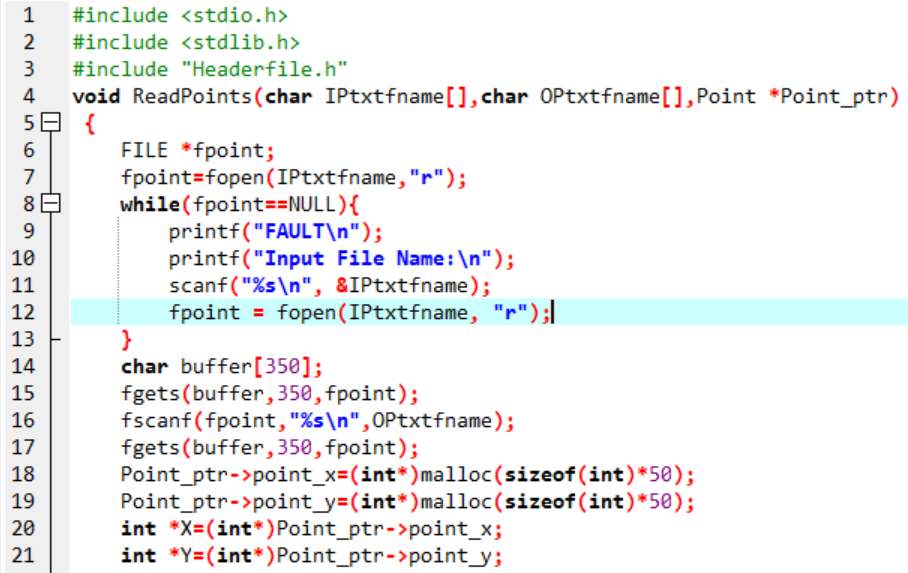 1 #include <stdio.h>
2 #include <stdlib.h>
3 #include "Headerfile.h"
4 void ReadPoints(char IPtxtfname[],char OPtxtfname[],Point *Point_ptr)
5 {
6 FILE *fpoint;
7 fpoint=fopen(IPtxtfname,"r");
8 while(fpoint==NULL){
9 printf("FAULT\n");
10 printf("Input File Name:\n");
11 scanf("%s\n", &IPtxtfname);
12 fpoint = fopen(IPtxtfname, "r");
13 }
14 char buffer[350];
15 fgets(buffer,350,fpoint);
16 fscanf(fpoint,"%s\n",OPtxtfname);
17 fgets(buffer,350,fpoint);
18 Point_ptr->point_x=(int*)malloc(sizeof(int)*50);
19 Point_ptr->point_y=(int*)malloc(sizeof(int)*50);
20 int *X=(int*)Point_ptr->point_x;
21 int *Y=(int*)Point_ptr->point_y;